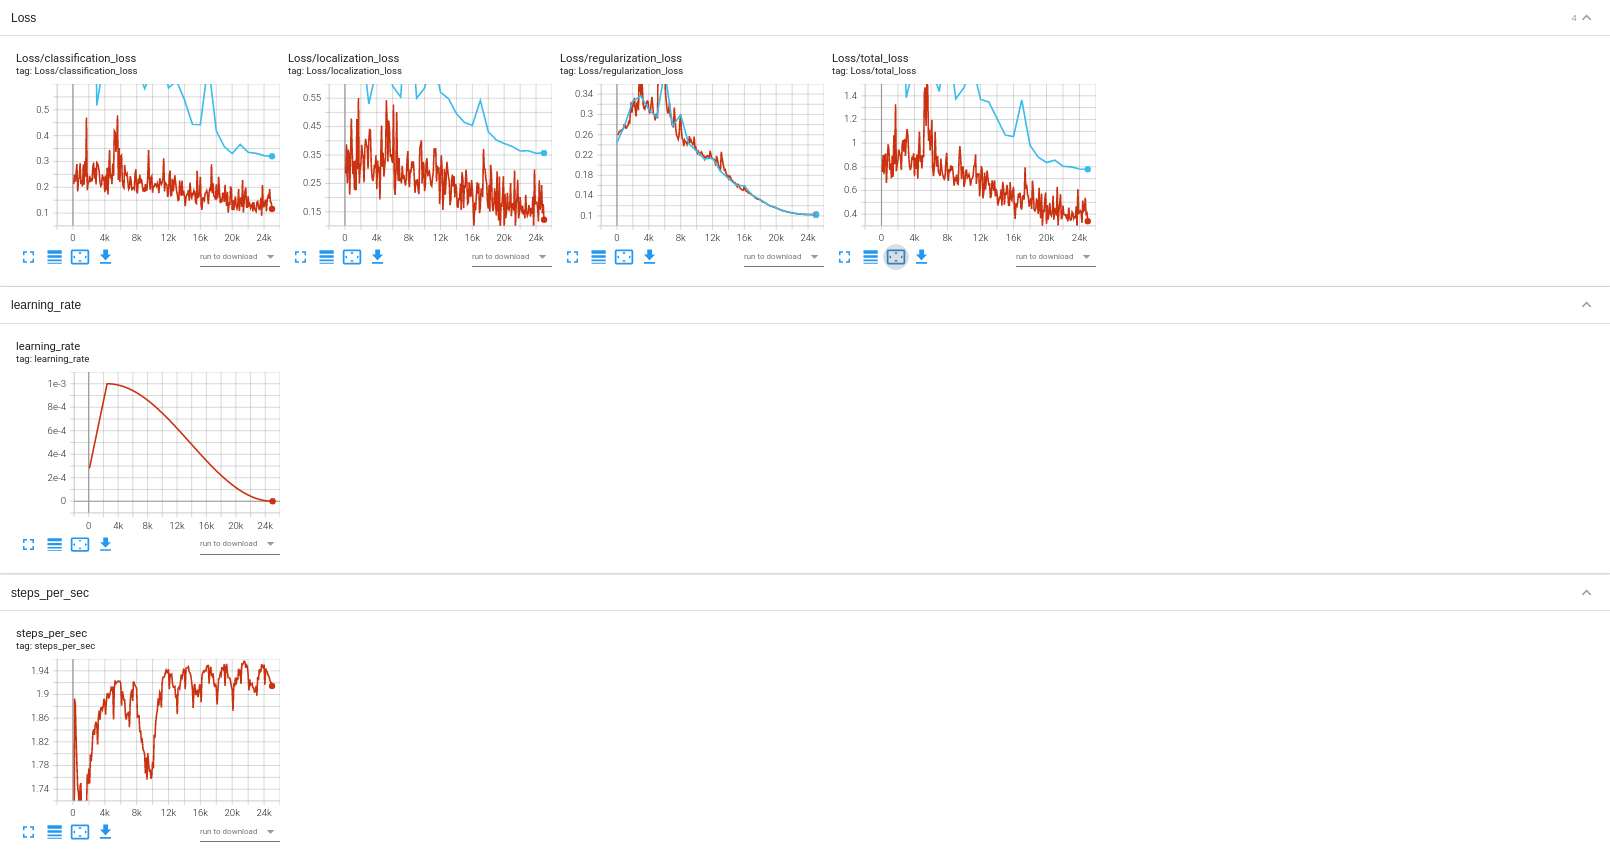 Loss
4
Loss/classification_loss
tag: Loss/classification_loss
0.5
0.4
0.3
0.2
0.1
0 4k 8k 12k 16k 20k 24k
run to download
Loss/localization_loss
tag: Loss/localization_loss
0.55
0.45
0.35
0.25
0.15
0 4k 8k 12k 16k 20k 24k
run to download
Loss/regularization_loss
tag: Loss/regularization_loss
0.34
0.3
0.26
0.22
0.18
0.14
0.1
0 4k 8k 12k 16k 20k 24k
run to download
Loss/total_loss
tag: Loss/total_loss
1.4
1.2
1
0.8
0.6
0.4
0 4k 8k 12k 16k 20k 24k
run to download
learning_rate
learning_rate
tag: learning_rate
1e-3
8e-4
6e-4
4e-4
2e-4
0
0 4k 8k 12k 16k 20k 24k
run to download
steps_per_sec
steps_per_sec
tag: steps_per_sec
1.94
1.9
1.86
1.82
1.78
1.74
0 4k 8k 12k 16k 20k 24k
run to download